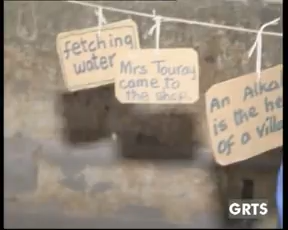 fetching
water
Mrs Touray
came to
the shop
An Alka
is the he
of a villa
GRTS